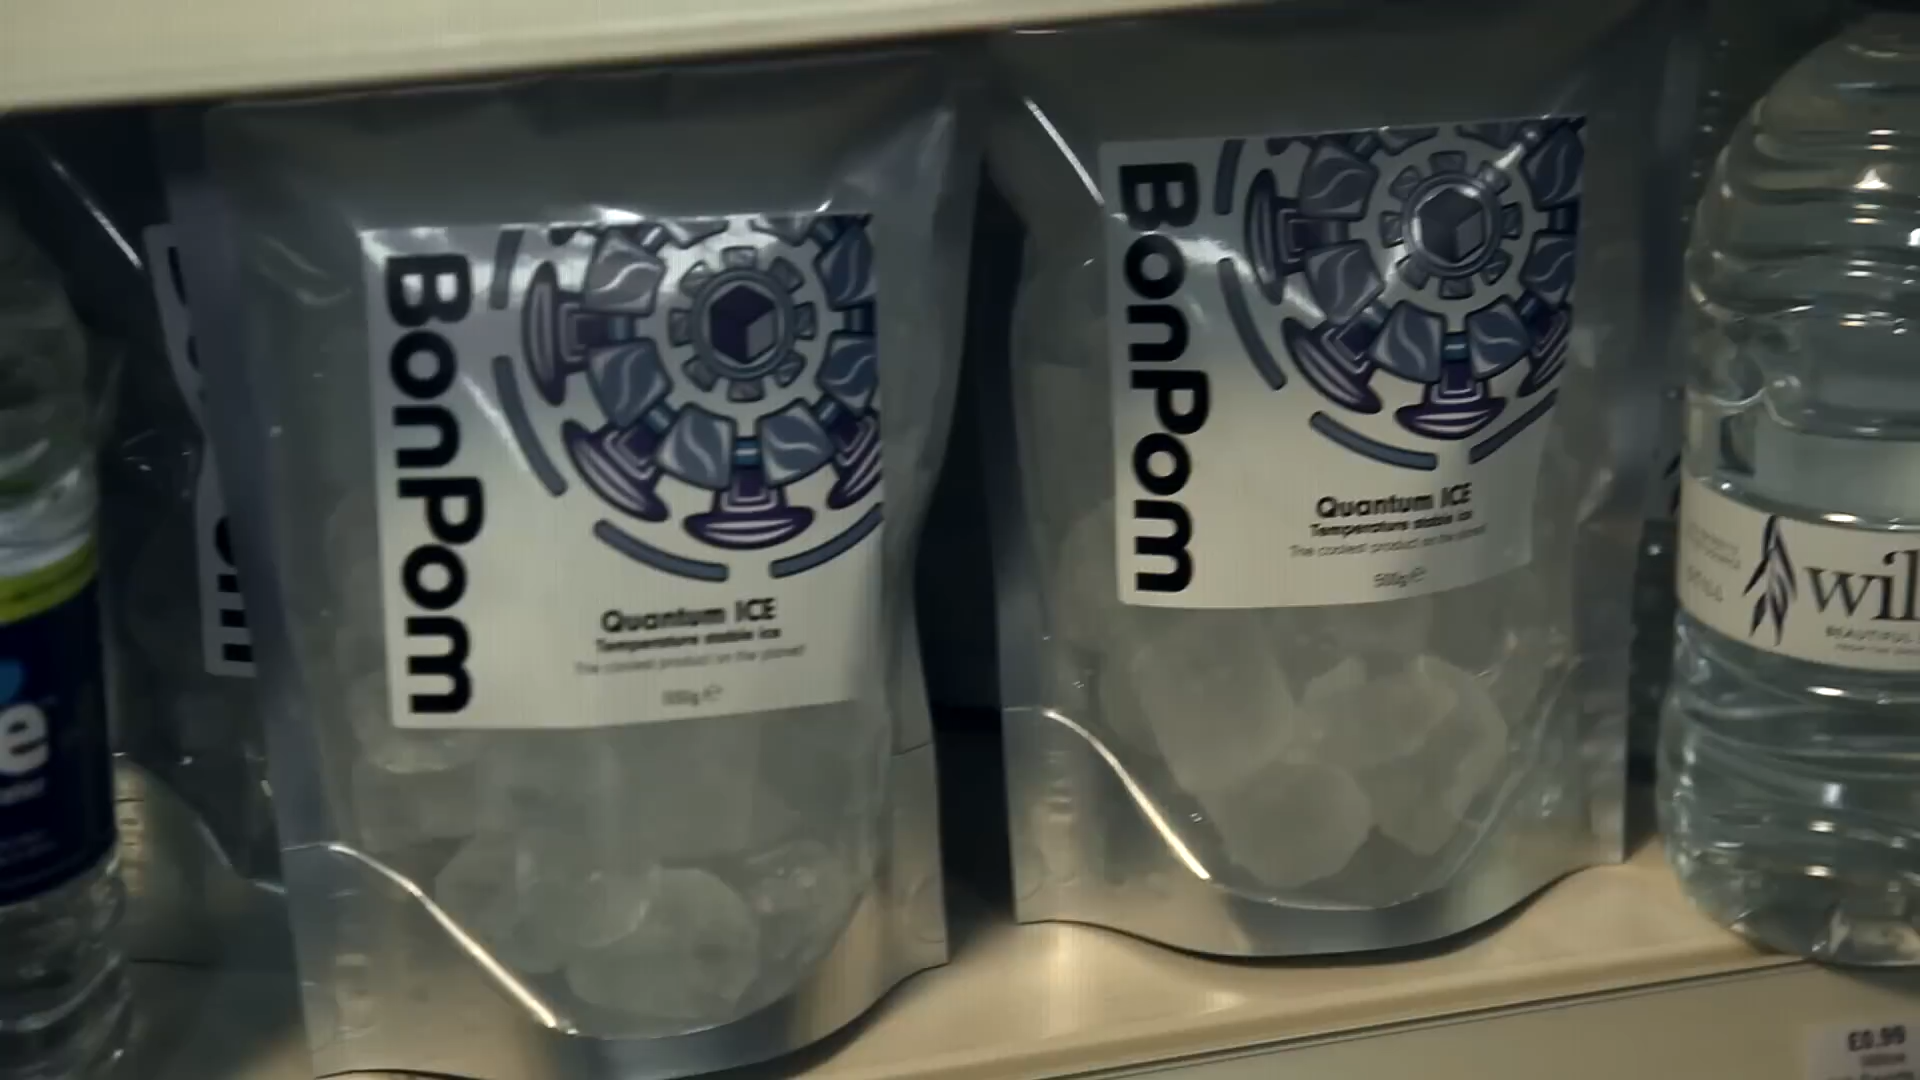 BonPom
Quantum ICE
Temperature stable ice
The coolest product on the planet
500g e
BonPom
Quantum ICE
Temperature stable ice
The coolest product on the planet
500g e
e
wil
BEAUTIFUL
£0.99